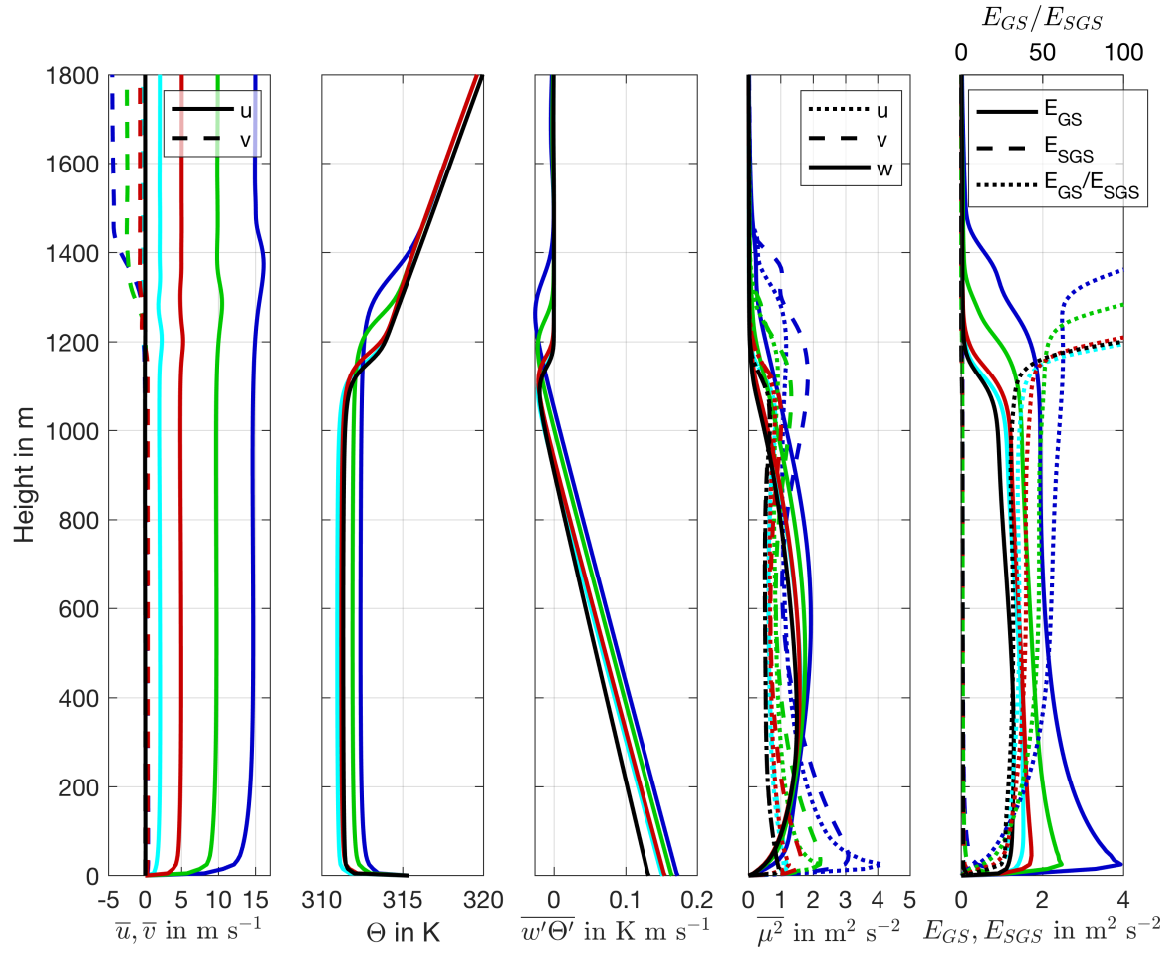 E_GS/E_SGS
0 50 100
1800
1600
1400
1200
1000
800
600
400
200
0
Height in m
u
v
u
v
w
E_GS
E_SGS
E_GS/E_SGS
-5 0 5 10 15
310 315 320
0 0.1 0.2
0 1 2 3 4 5
0 2 4
u̅, v̅ in m s⁻¹
Θ in K
w′Θ′ in K m s⁻¹
μ² in m² s⁻²
E_GS, E_SGS in m² s⁻²